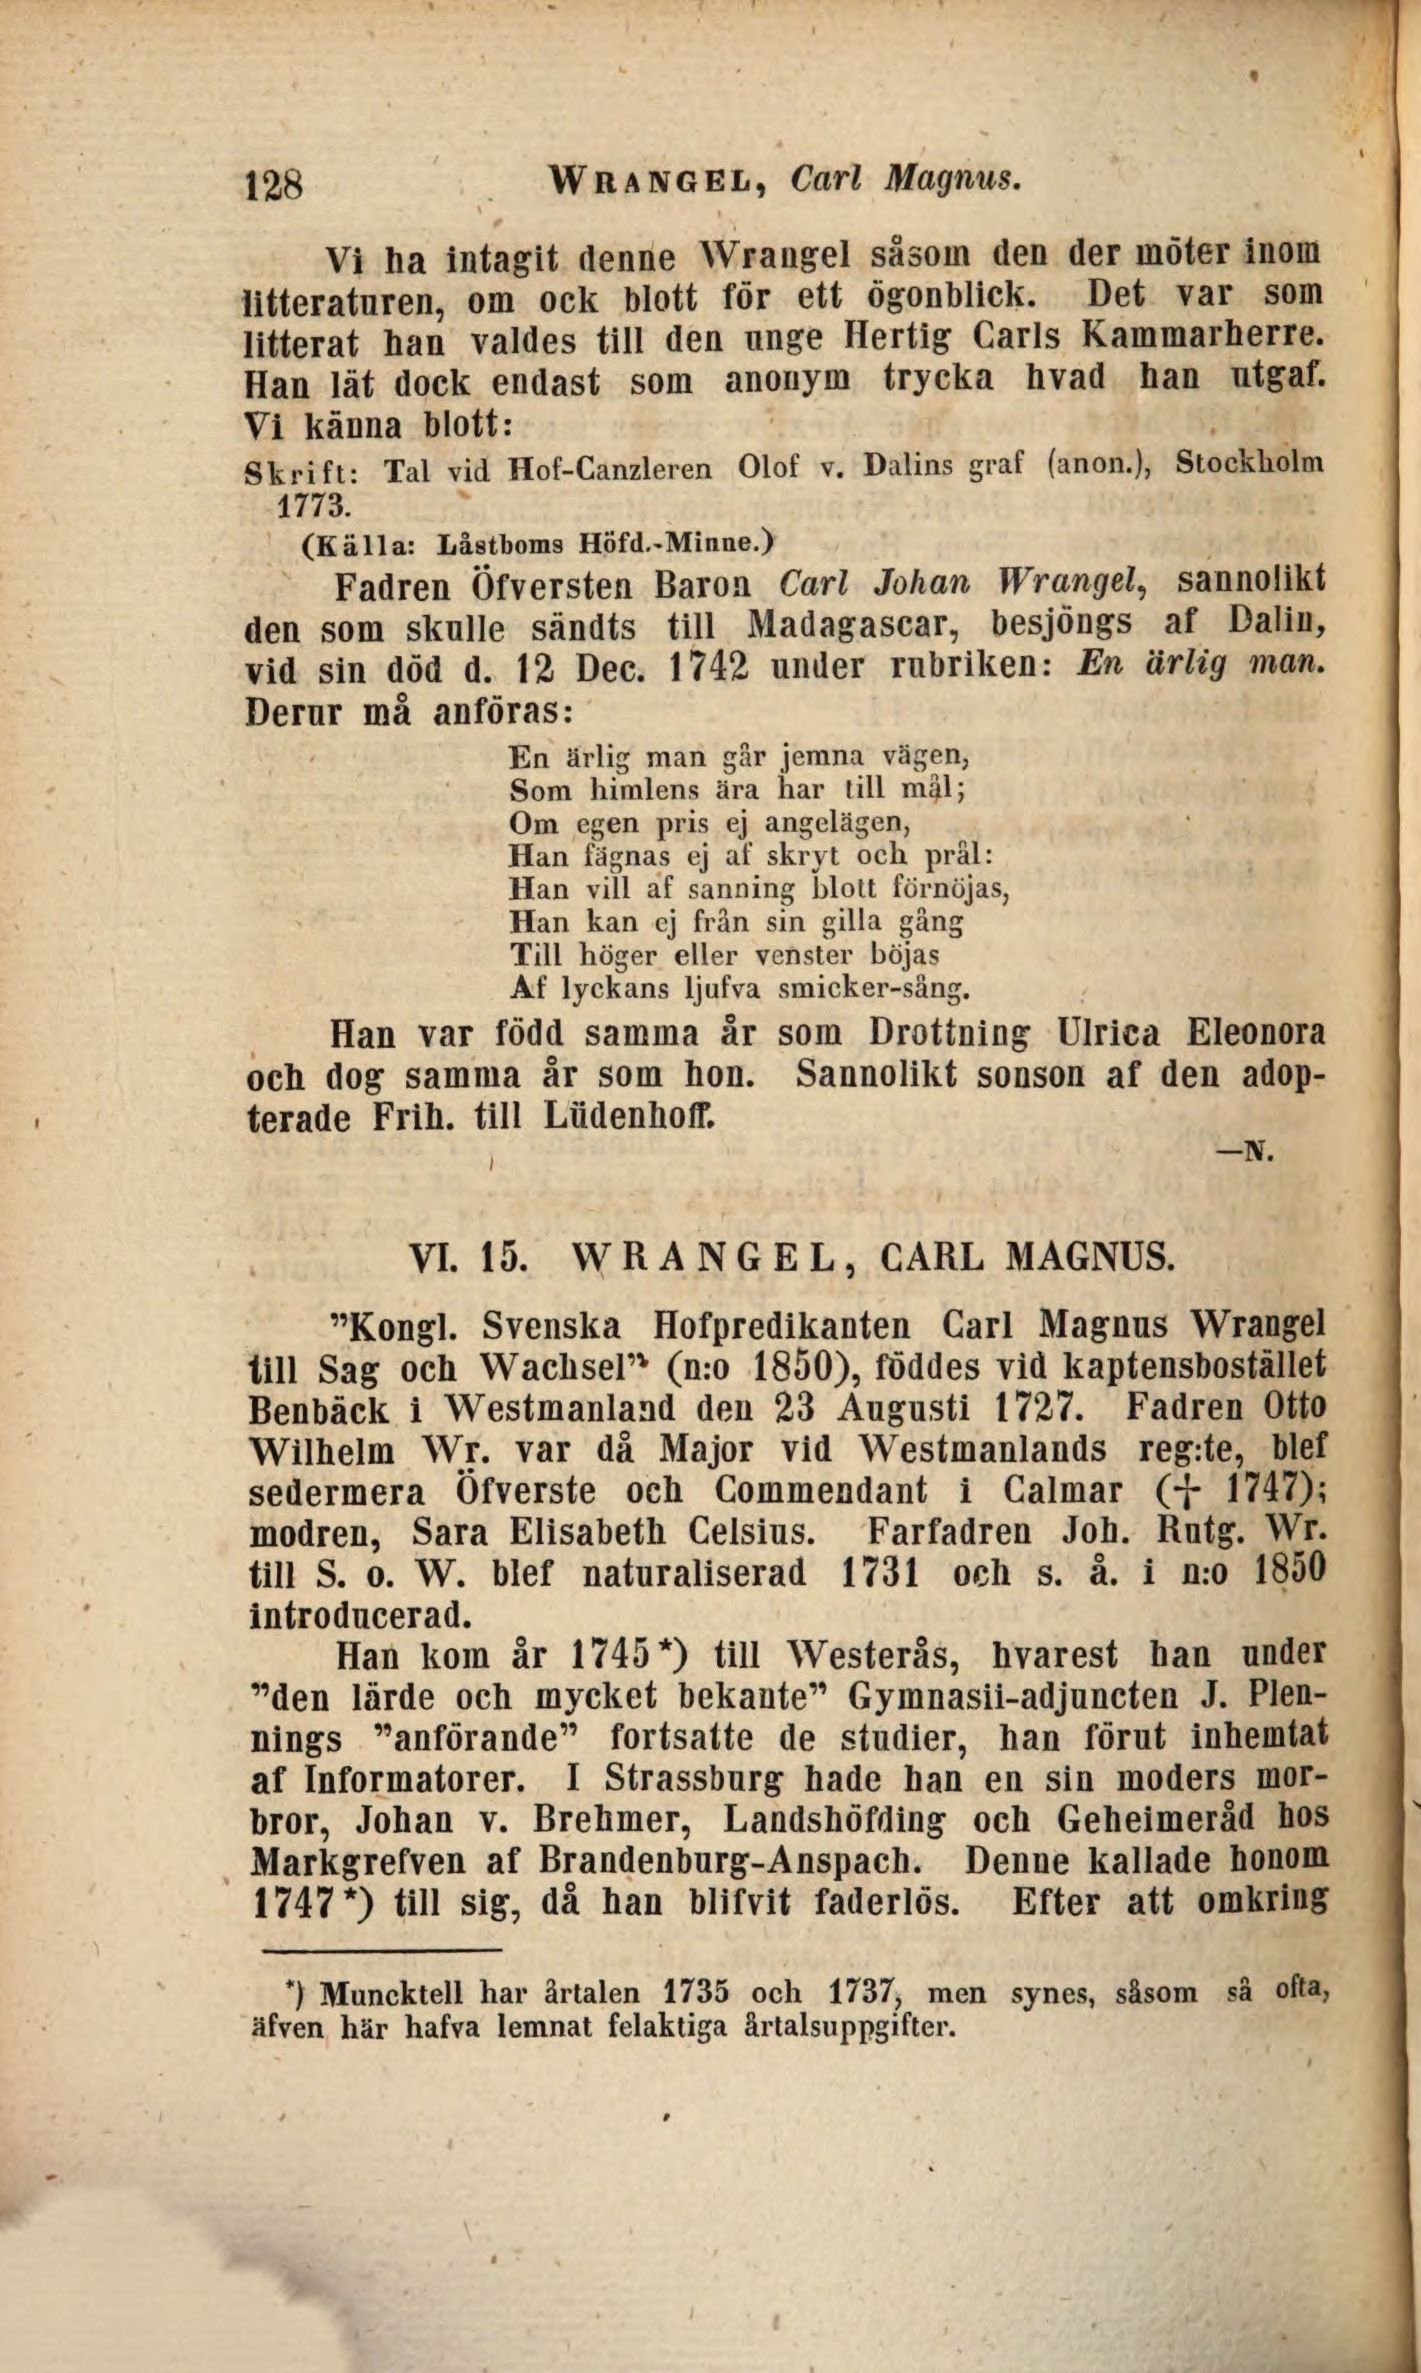 128 WRANGEL, Carl Magnus.
Vi ha intagit denne Wrangel såsom den der möter inom
litteraturen, om ock blott för ett ögonblick. Det var som
litterat han valdes till den unge Hertig Carls Kammarherre.
Han lät dock endast som anonym trycka hvad han utgaf.
Vi känna blott:
Skrift: Tal vid Hof-Canzleren Olof v. Dalins graf (anon.), Stockholm
1773.
(Källa: Låstboms Höfd.-Minne.)
Fadren Öfversten Baron Carl Johan Wrangel, sannolikt
den som skulle sändts till Madagascar, besjöngs af Dalin,
vid sin död d. 12 Dec. 1742 under rubriken: En ärlig man.
Derur må anföras:
En ärlig man går jemna vägen,
Som himlens ära har till mål;
Om egen pris ej angelägen,
Han fägnas ej af skryt och prål:
Han vill af sanning blott förnöjas,
Han kan ej från sin gilla gång
Till höger eller venster böjas
Af lyckans ljufva smicker-sång.
Han var född samma år som Drottning Ulrica Eleonora
och dog samma år som hon. Sannolikt sonson af den adop-
terade Frih. till Lüdenhoff.
—N.
VI. 15. WRANGEL, CARL MAGNUS.
”Kongl. Svenska Hofpredikanten Carl Magnus Wrangel
till Sag och Wachsel” (n:o 1850), föddes vid kaptensbostället
Benbäck i Westmanland den 23 Augusti 1727. Fadren Otto
Wilhelm Wr. var då Major vid Westmanlands reg:te, blef
sedermera Öfverste och Commendant i Calmar († 1747);
modren, Sara Elisabeth Celsius. Farfadren Joh. Rutg. Wr.
till S. o. W. blef naturaliserad 1731 och s. å. i n:o 1850
introducerad.
Han kom år 1745*) till Westerås, hvarest han under
”den lärde och mycket bekante” Gymnasii-adjuncten J. Plen-
nings ”anförande” fortsatte de studier, han förut inhemtat
af Informatorer. I Strassburg hade han en sin moders mor-
bror, Johan v. Brehmer, Landshöfding och Geheimeråd hos
Markgrefven af Brandenburg-Anspach. Denne kallade honom
1747*) till sig, då han blifvit faderlös. Efter att omkring
*) Muncktell har årtalen 1735 och 1737, men synes, såsom så ofta,
äfven här hafva lemnat felaktiga årtalsuppgifter.